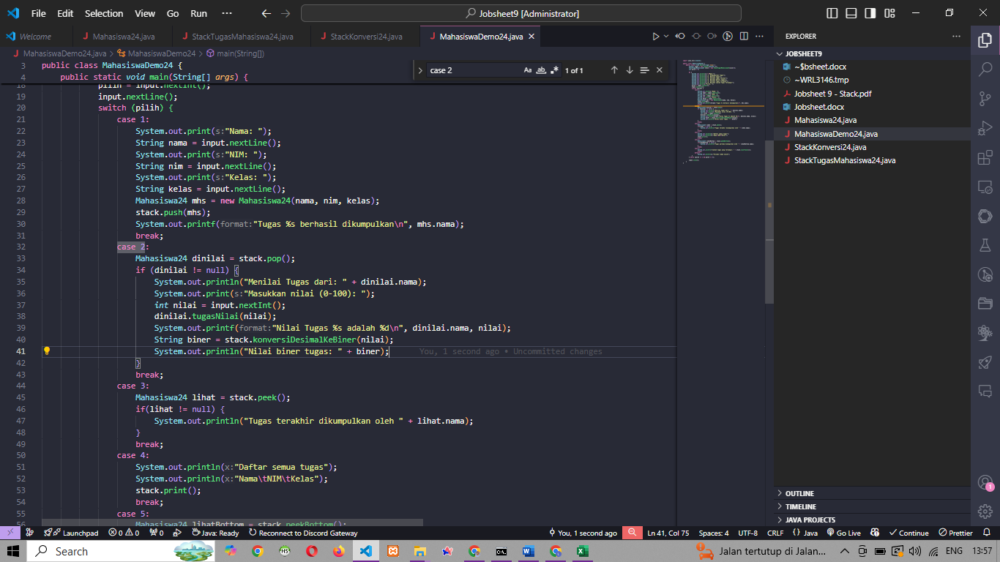 File Edit Selection View Go Run ··· Jobsheet9 [Administrator]
Welcome Mahasiswa24.java StackTugasMahasiswa24.java StackKonversi24.java MahasiswaDemo24.java
MahasiswaDemo24.java > MahasiswaDemo24 > main(String[])
case 2 Aa ab .* 1 of 1
3 public class MahasiswaDemo24 {
4 public static void main(String[] args) {
18 pilih = input.nextInt();
19 input.nextLine();
20 switch (pilih) {
21 case 1:
22 System.out.print(s:"Nama: ");
23 String nama = input.nextLine();
24 System.out.print(s:"NIM: ");
25 String nim = input.nextLine();
26 System.out.print(s:"Kelas: ");
27 String kelas = input.nextLine();
28 Mahasiswa24 mhs = new Mahasiswa24(nama, nim, kelas);
29 stack.push(mhs);
30 System.out.printf(format:"Tugas %s berhasil dikumpulkan\n", mhs.nama);
31 break;
32 case 2:
33 Mahasiswa24 dinilai = stack.pop();
34 if (dinilai != null) {
35 System.out.println("Menilai Tugas dari: " + dinilai.nama);
36 System.out.print(s:"Masukkan nilai (0-100): ");
37 int nilai = input.nextInt();
38 dinilai.tugasNilai(nilai);
39 System.out.printf(format:"Nilai Tugas %s adalah %d\n", dinilai.nama, nilai);
40 String biner = stack.konversiDesimalKeBiner(nilai);
41 System.out.println("Nilai biner tugas: " + biner); You, 1 second ago • Uncommitted changes
42 }
43 break;
44 case 3:
45 Mahasiswa24 lihat = stack.peek();
46 if(lihat != null) {
47 System.out.println("Tugas terakhir dikumpulkan oleh " + lihat.nama);
48 }
49 break;
50 case 4:
51 System.out.println(x:"Daftar semua tugas");
52 System.out.println(x:"Nama\tNIM\tKelas");
53 stack.print();
54 break;
55 case 5:
56 Mahasiswa24 lihatBottom = stack.peekBottom();
EXPLORER ···
JOBSHEET9
~$bsheet.docx
~WRL3146.tmp
Jobsheet 9 - Stack.pdf
Jobsheet.docx
Mahasiswa24.java
MahasiswaDemo24.java
StackKonversi24.java
StackTugasMahasiswa24.java
OUTLINE
TIMELINE
JAVA PROJECTS
1
Launchpad 0 0 0 Java: Ready Reconnect to Discord Gateway You, 1 second ago Ln 41, Col 75 Spaces: 4 UTF-8 CRLF {} Java Go Live Continue Prettier
Search Jalan tertutup di Jalan... ENG 13:57